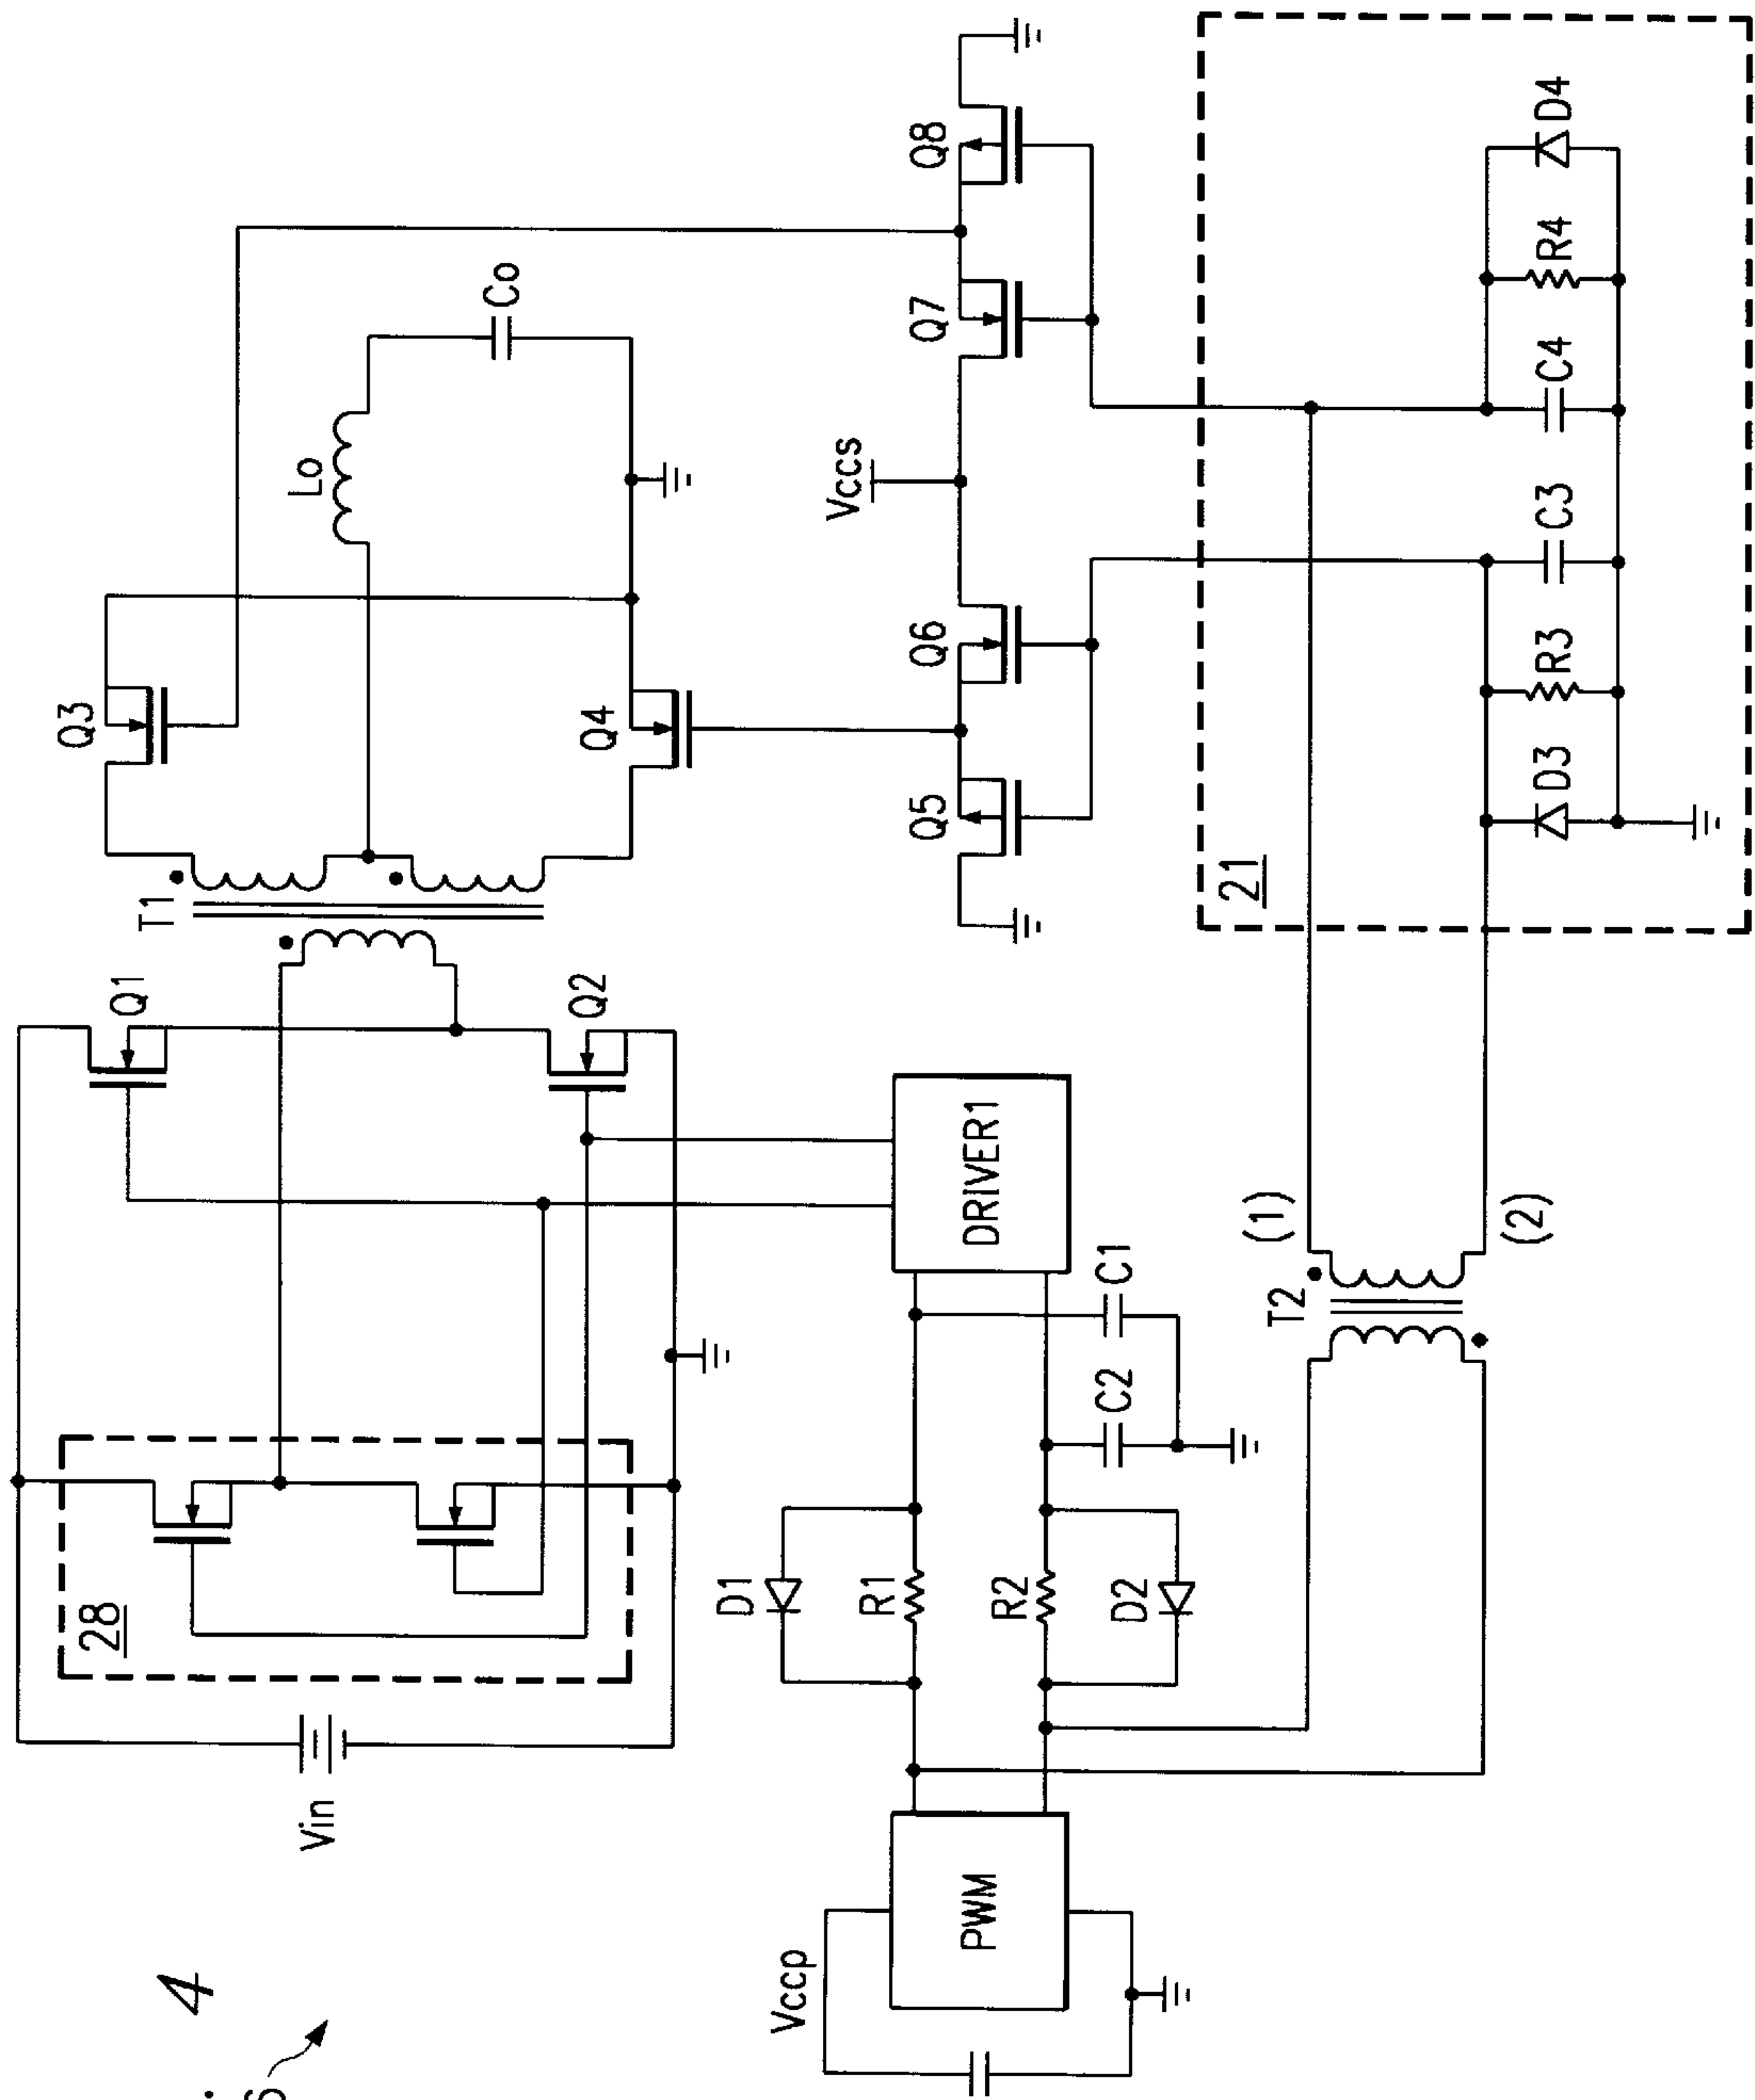 4
6
Vin
28
Q1
Q2
T1
Q3
Q4
Lo
Co
Vccp
PWM
D1
R1
R2
D2
C2
C1
DRIVER1
T2
(1)
(2)
Q5
Q6
Vccs
Q7
Q8
21
D3
R3
C3
C4
R4
D4